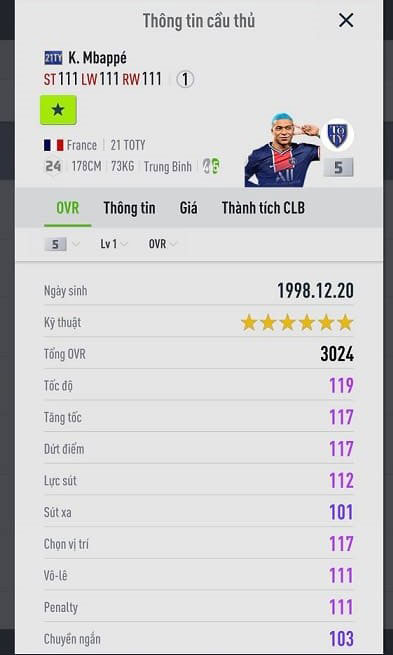 Thông tin cầu thủ
21TY K. Mbappé
ST 111 LW 111 RW 111 1
France 21 TOTY
24 178CM 73KG Trung Bình 4 5
5
OVR Thông tin Giá Thành tích CLB
5 Lv 1 OVR
Ngày sinh 1998.12.20
Kỹ thuật
Tổng OVR 3024
Tốc độ 119
Tăng tốc 117
Dứt điểm 117
Lực sút 112
Sút xa 101
Chọn vị trí 117
Vô-lê 111
Penalty 111
Chuyền ngắn 103